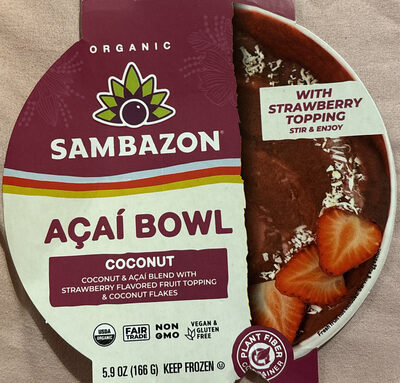 ORGANIC
SAMBAZON®
AÇAÍ BOWL
COCONUT
COCONUT & AÇAÍ BLEND WITH
STRAWBERRY FLAVORED FRUIT TOPPING
& COCONUT FLAKES
USDA
ORGANIC
FAIR
TRADE
NON
GMO
VEGAN &
GLUTEN
FREE
5.9 OZ (166 G) KEEP FROZEN U
WITH
STRAWBERRY
TOPPING
STIR & ENJOY
PLANT FIBER
CONTAINER